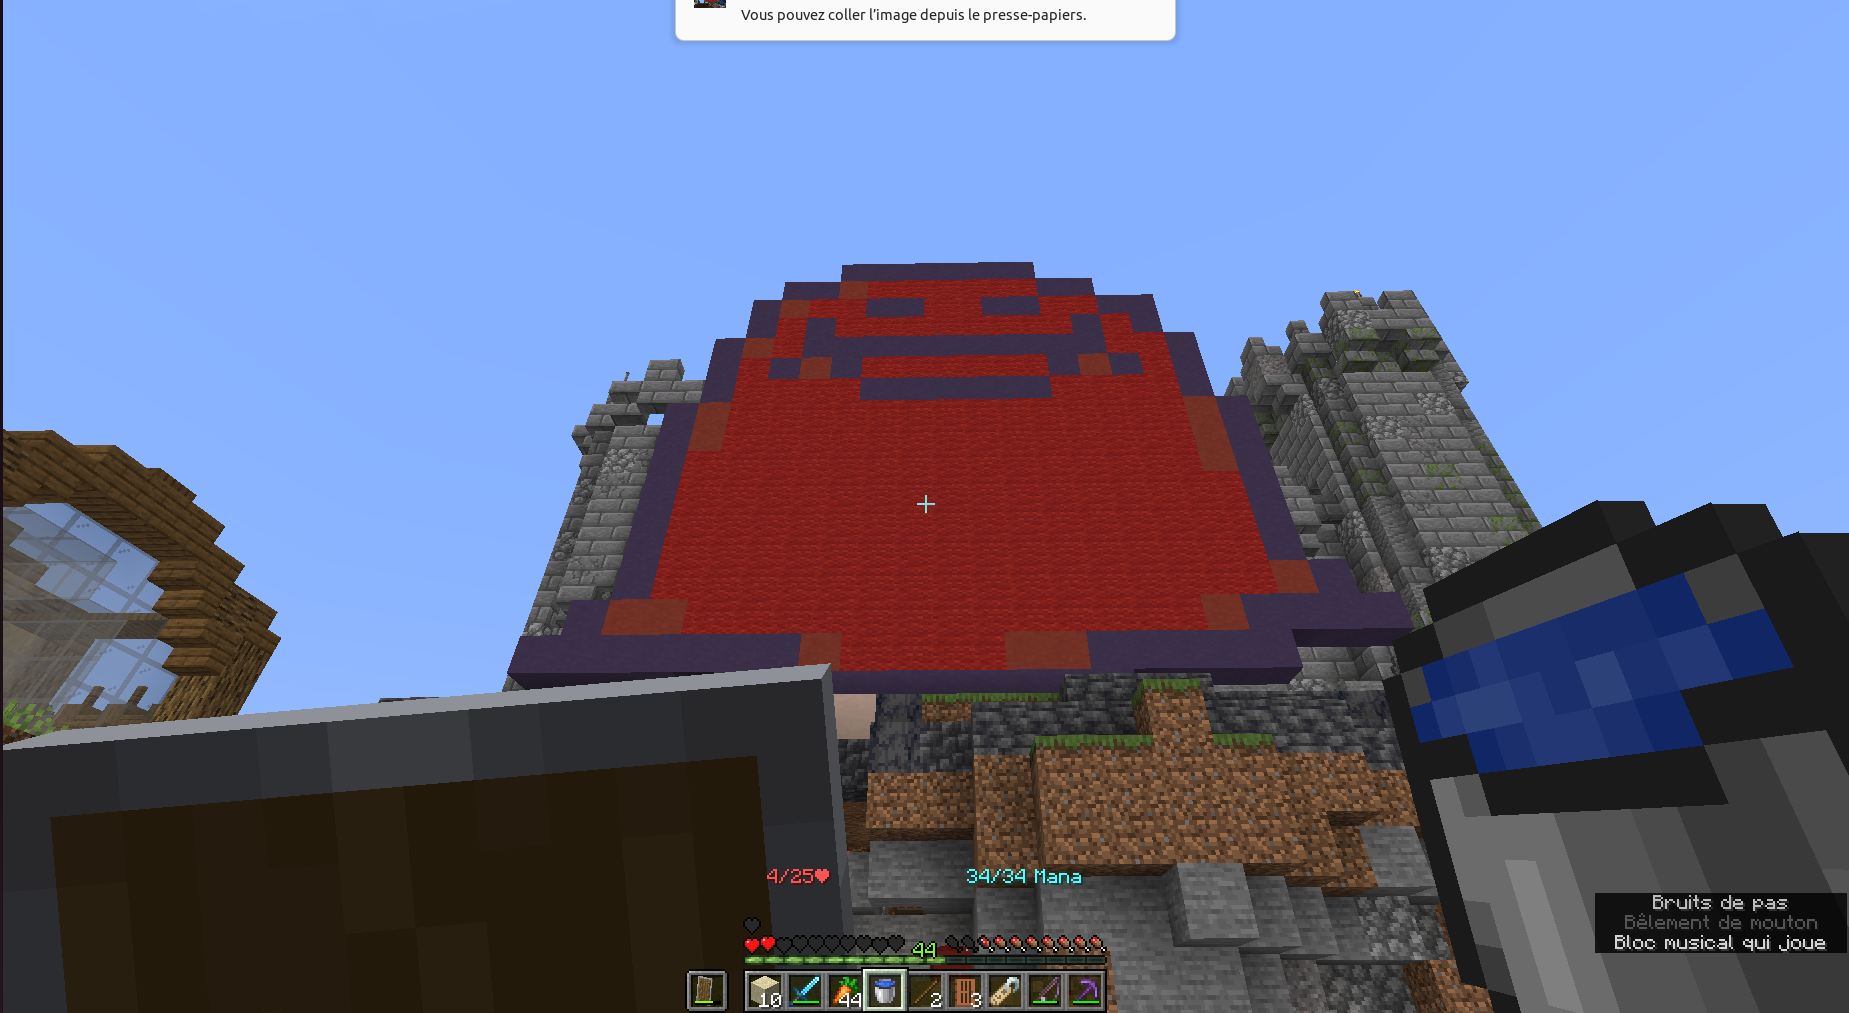 Vous pouvez coller l’image depuis le presse-papiers.
4/25❤ 34/34 Mana
Bruits de pas
Bêlement de mouton
Bloc musical qui joue
44
10 44 2 3